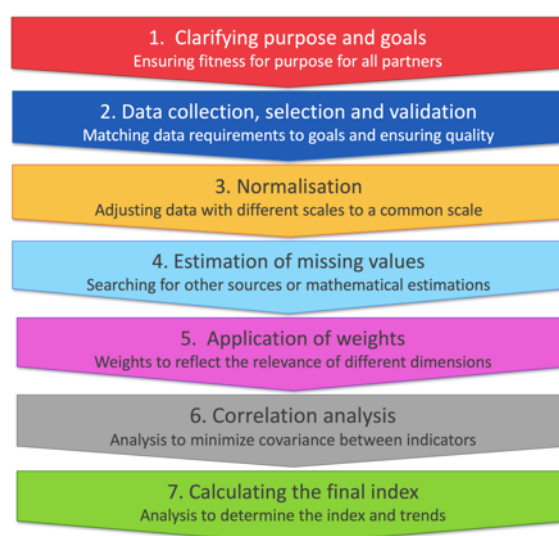 1. Clarifying purpose and goals
Ensuring fitness for purpose for all partners
2. Data collection, selection and validation
Matching data requirements to goals and ensuring quality
3. Normalisation
Adjusting data with different scales to a common scale
4. Estimation of missing values
Searching for other sources or mathematical estimations
5. Application of weights
Weights to reflect the relevance of different dimensions
6. Correlation analysis
Analysis to minimize covariance between indicators
7. Calculating the final index
Analysis to determine the index and trends